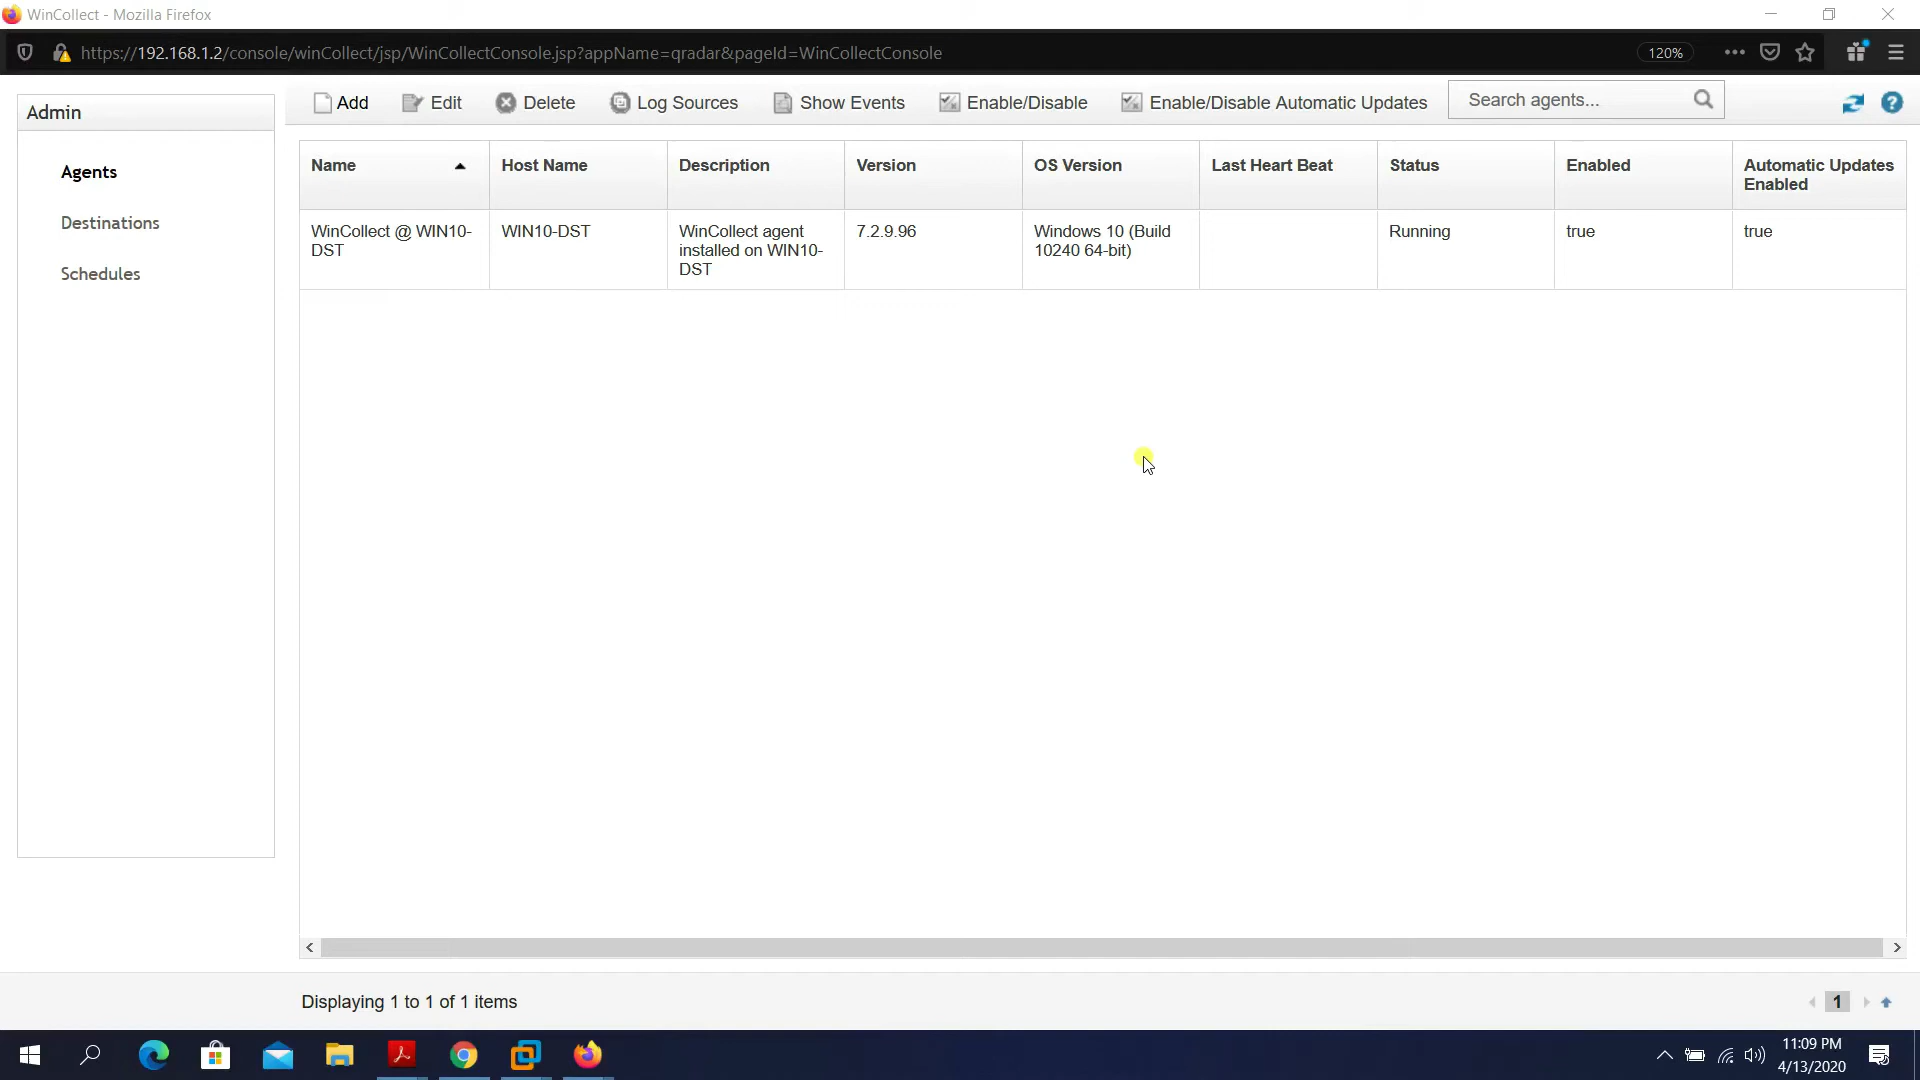 WinCollect - Mozilla Firefox
https://192.168.1.2/console/winCollect/jsp/WinCollectConsole.jsp?appName=qradar&pageId=WinCollectConsole
120%
Admin
Agents
Destinations
Schedules
Add Edit Delete Log Sources Show Events Enable/Disable Enable/Disable Automatic Updates Search agents...
Name Host Name Description Version OS Version Last Heart Beat Status Enabled Automatic Updates
Enabled
WinCollect @ WIN10- WIN10-DST WinCollect agent 7.2.9.96 Windows 10 (Build Running true true
DST installed on WIN10- 10240 64-bit)
DST
Displaying 1 to 1 of 1 items
1
11:09 PM
4/13/2020